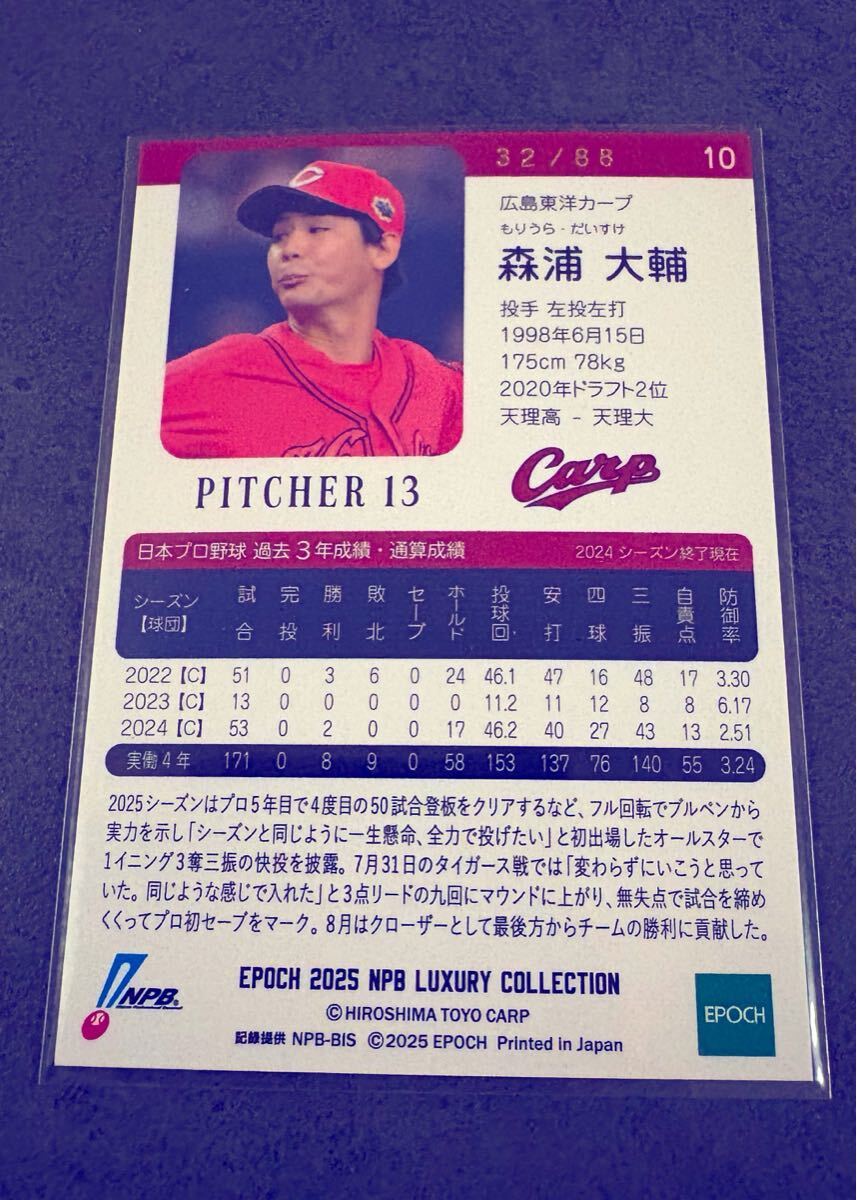 32/88 10
広島東洋カープ
もりうら - だいすけ
森浦 大輔
投手 左投左打
1998年6月15日
175cm 78kg
2020年ドラフト2位
天理高 - 天理大
PITCHER 13
Carp
日本プロ野球 過去3年成績・通算成績 2024 シーズン終了現在
シーズン【球団】 試合 完投 勝利 敗北 セーブ ホールド 投球回 安打 四球 三振 自責点 防御率
2022【C】 51 0 3 6 0 24 46.1 47 16 48 17 3.30
2023【C】 13 0 0 0 0 0 11.2 11 12 8 8 6.17
2024【C】 53 0 2 0 0 17 46.2 40 27 43 13 2.51
実働4年 171 0 8 9 0 58 153 137 76 140 55 3.24
2025シーズンはプロ5年目で4度目の50試合登板をクリアするなど、フル回転でブルペンから
実力を示し「シーズンと同じように一生懸命、全力で投げたい」と初出場したオールスターで
1イニング3奪三振の快投を披露。7月31日のタイガース戦では「変わらずにいこうと思って
いた。同じような感じで入れた」と3点リードの九回にマウンドに上がり、無失点で試合を締め
くくってプロ初セーブをマーク。8月はクローザーとして最後方からチームの勝利に貢献した。
NPB
EPOCH 2025 NPB LUXURY COLLECTION
©HIROSHIMA TOYO CARP
記録提供 NPB-BIS ©2025 EPOCH Printed in Japan
EPOCH